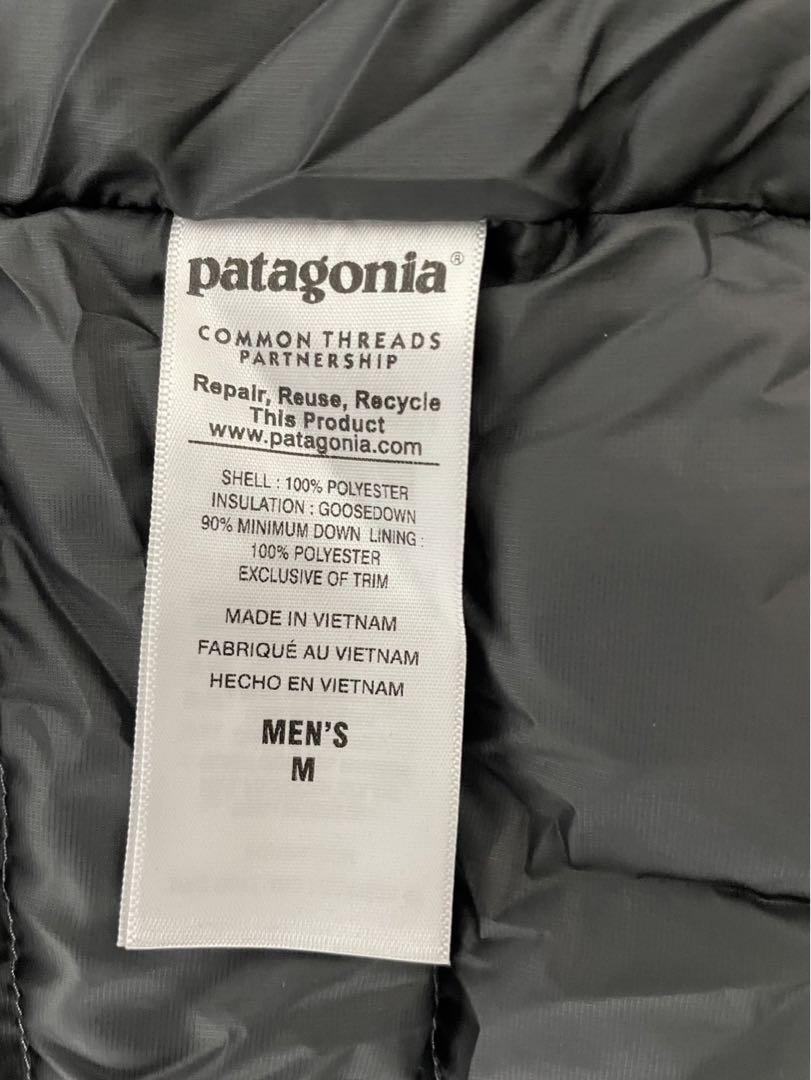 patagonia®
COMMON THREADS
PARTNERSHIP
Repair, Reuse, Recycle
This Product
www.patagonia.com
SHELL : 100% POLYESTER
INSULATION : GOOSEDOWN
90% MINIMUM DOWN LINING :
100% POLYESTER
EXCLUSIVE OF TRIM
MADE IN VIETNAM
FABRIQUÉ AU VIETNAM
HECHO EN VIETNAM
MEN'S
M